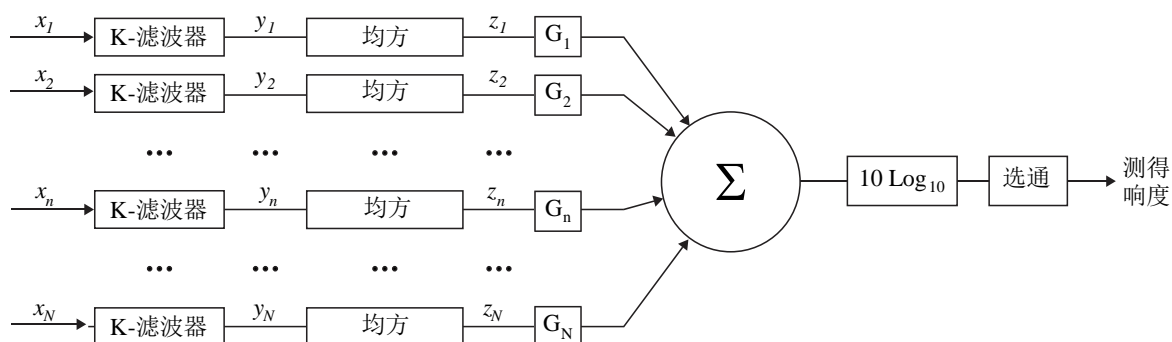 x1 K-滤波器 y1 均方 z1 G1
x2 K-滤波器 y2 均方 z2 G2
... ... ... ...
xn K-滤波器 yn 均方 zn Gn
Σ 10 Log10 选通 测得
响度
... ... ... ...
xN K-滤波器 yN 均方 zN GN